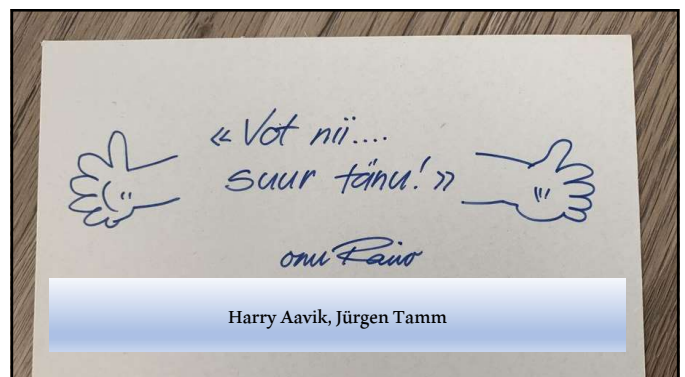 « Vot nii....
suur tänu! »
onu Raivo
Harry Aavik, Jürgen Tamm